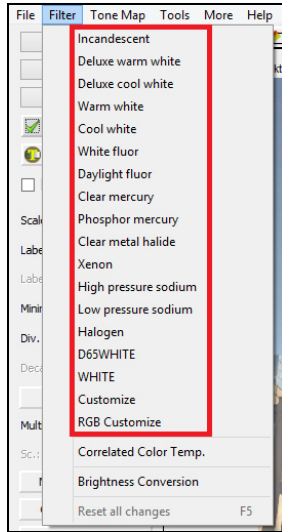 File Filter Tone Map Tools More Help
Incandescent
Deluxe warm white
Deluxe cool white
Warm white
Cool white
White fluor
Daylight fluor
Clear mercury
Phosphor mercury
Clear metal halide
Xenon
High pressure sodium
Low pressure sodium
Halogen
D65WHITE
WHITE
Customize
RGB Customize
Correlated Color Temp.
Brightness Conversion
Reset all changes F5
Div.
Sc.: